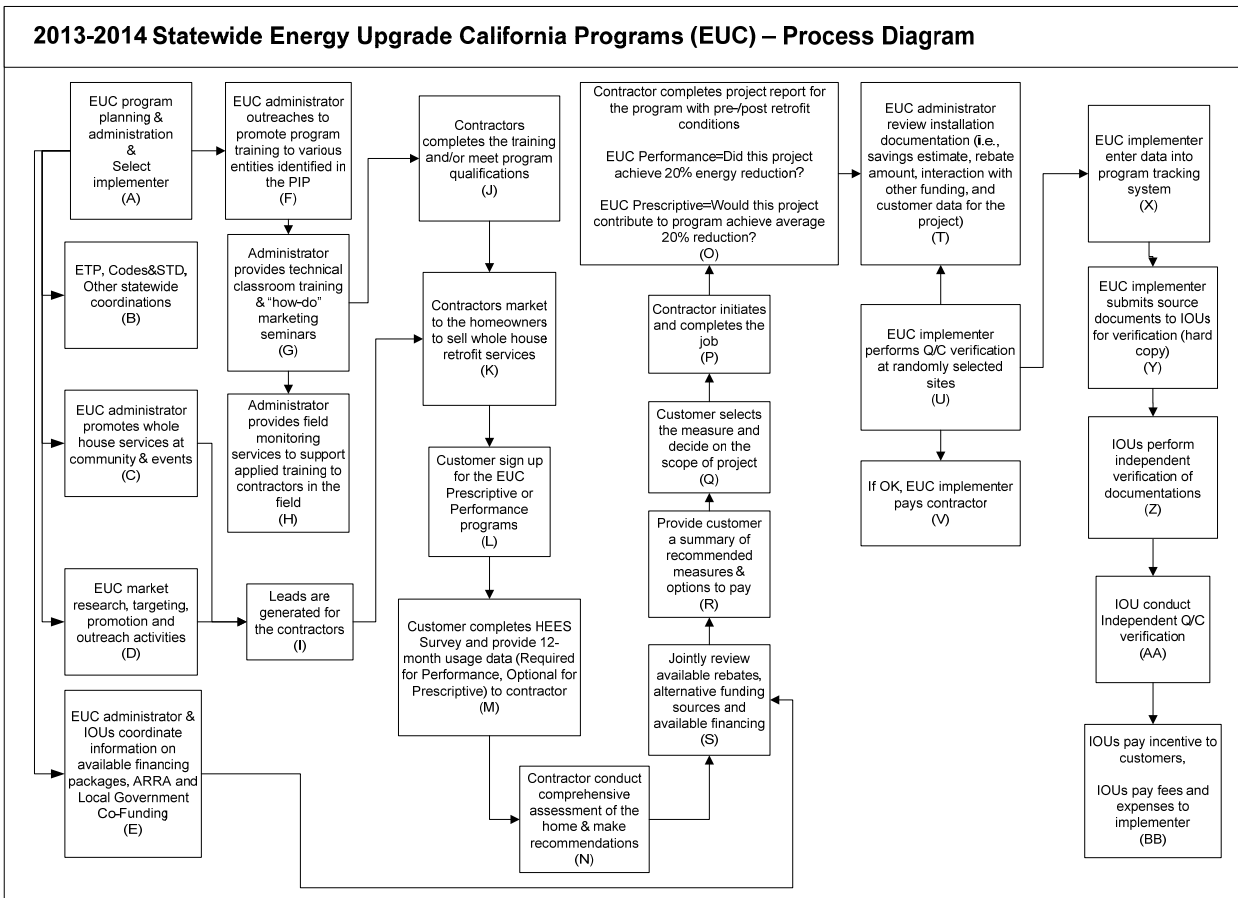 2013-2014 Statewide Energy Upgrade California Programs (EUC) – Process Diagram
EUC program
planning &
administration
&
Select
implementer
(A)
ETP, Codes&STD,
Other statewide
coordinations
(B)
EUC administrator
promotes whole
house services at
community & events
(C)
EUC market
research, targeting,
promotion and
outreach activities
(D)
EUC administrator &
IOUs coordinate
information on
available financing
packages, ARRA and
Local Government
Co-Funding
(E)
EUC administrator
outreaches to
promote program
training to various
entities identified in
the PIP
(F)
Administrator
provides technical
classroom training
& “how-do”
marketing
seminars
(G)
Administrator
provides field
monitoring
services to support
applied training to
contractors in the
field
(H)
Leads are
generated for
the contractors
(I)
Contractors
completes the training
and/or meet program
qualifications
(J)
Contractors market
to the homeowners
to sell whole house
retrofit services
(K)
Customer sign up
for the EUC
Prescriptive or
Performance
programs
(L)
Customer completes HEES
Survey and provide 12-
month usage data (Required
for Performance, Optional for
Prescriptive) to contractor
(M)
Contractor conduct
comprehensive
assessment of the
home & make
recommendations
(N)
Contractor completes project report for
the program with pre-/post retrofit
conditions
EUC Performance=Did this project
achieve 20% energy reduction?
EUC Prescriptive=Would this project
contribute to program achieve average
20% reduction?
(O)
Contractor initiates
and completes the
job
(P)
Customer selects
the measure and
decide on the
scope of project
(Q)
Provide customer
a summary of
recommended
measures &
options to pay
(R)
Jointly review
available rebates,
alternative funding
sources and
available financing
(S)
EUC administrator
review installation
documentation (i.e.,
savings estimate, rebate
amount, interaction with
other funding, and
customer data for the
project)
(T)
EUC implementer
performs Q/C verification
at randomly selected
sites
(U)
If OK, EUC implementer
pays contractor
(V)
EUC implementer
enter data into
program tracking
system
(X)
EUC implementer
submits source
documents to IOUs
for verification (hard
copy)
(Y)
IOUs perform
independent
verification of
documentations
(Z)
IOU conduct
Independent Q/C
verification
(AA)
IOUs pay incentive to
customers,
IOUs pay fees and
expenses to
implementer
(BB)